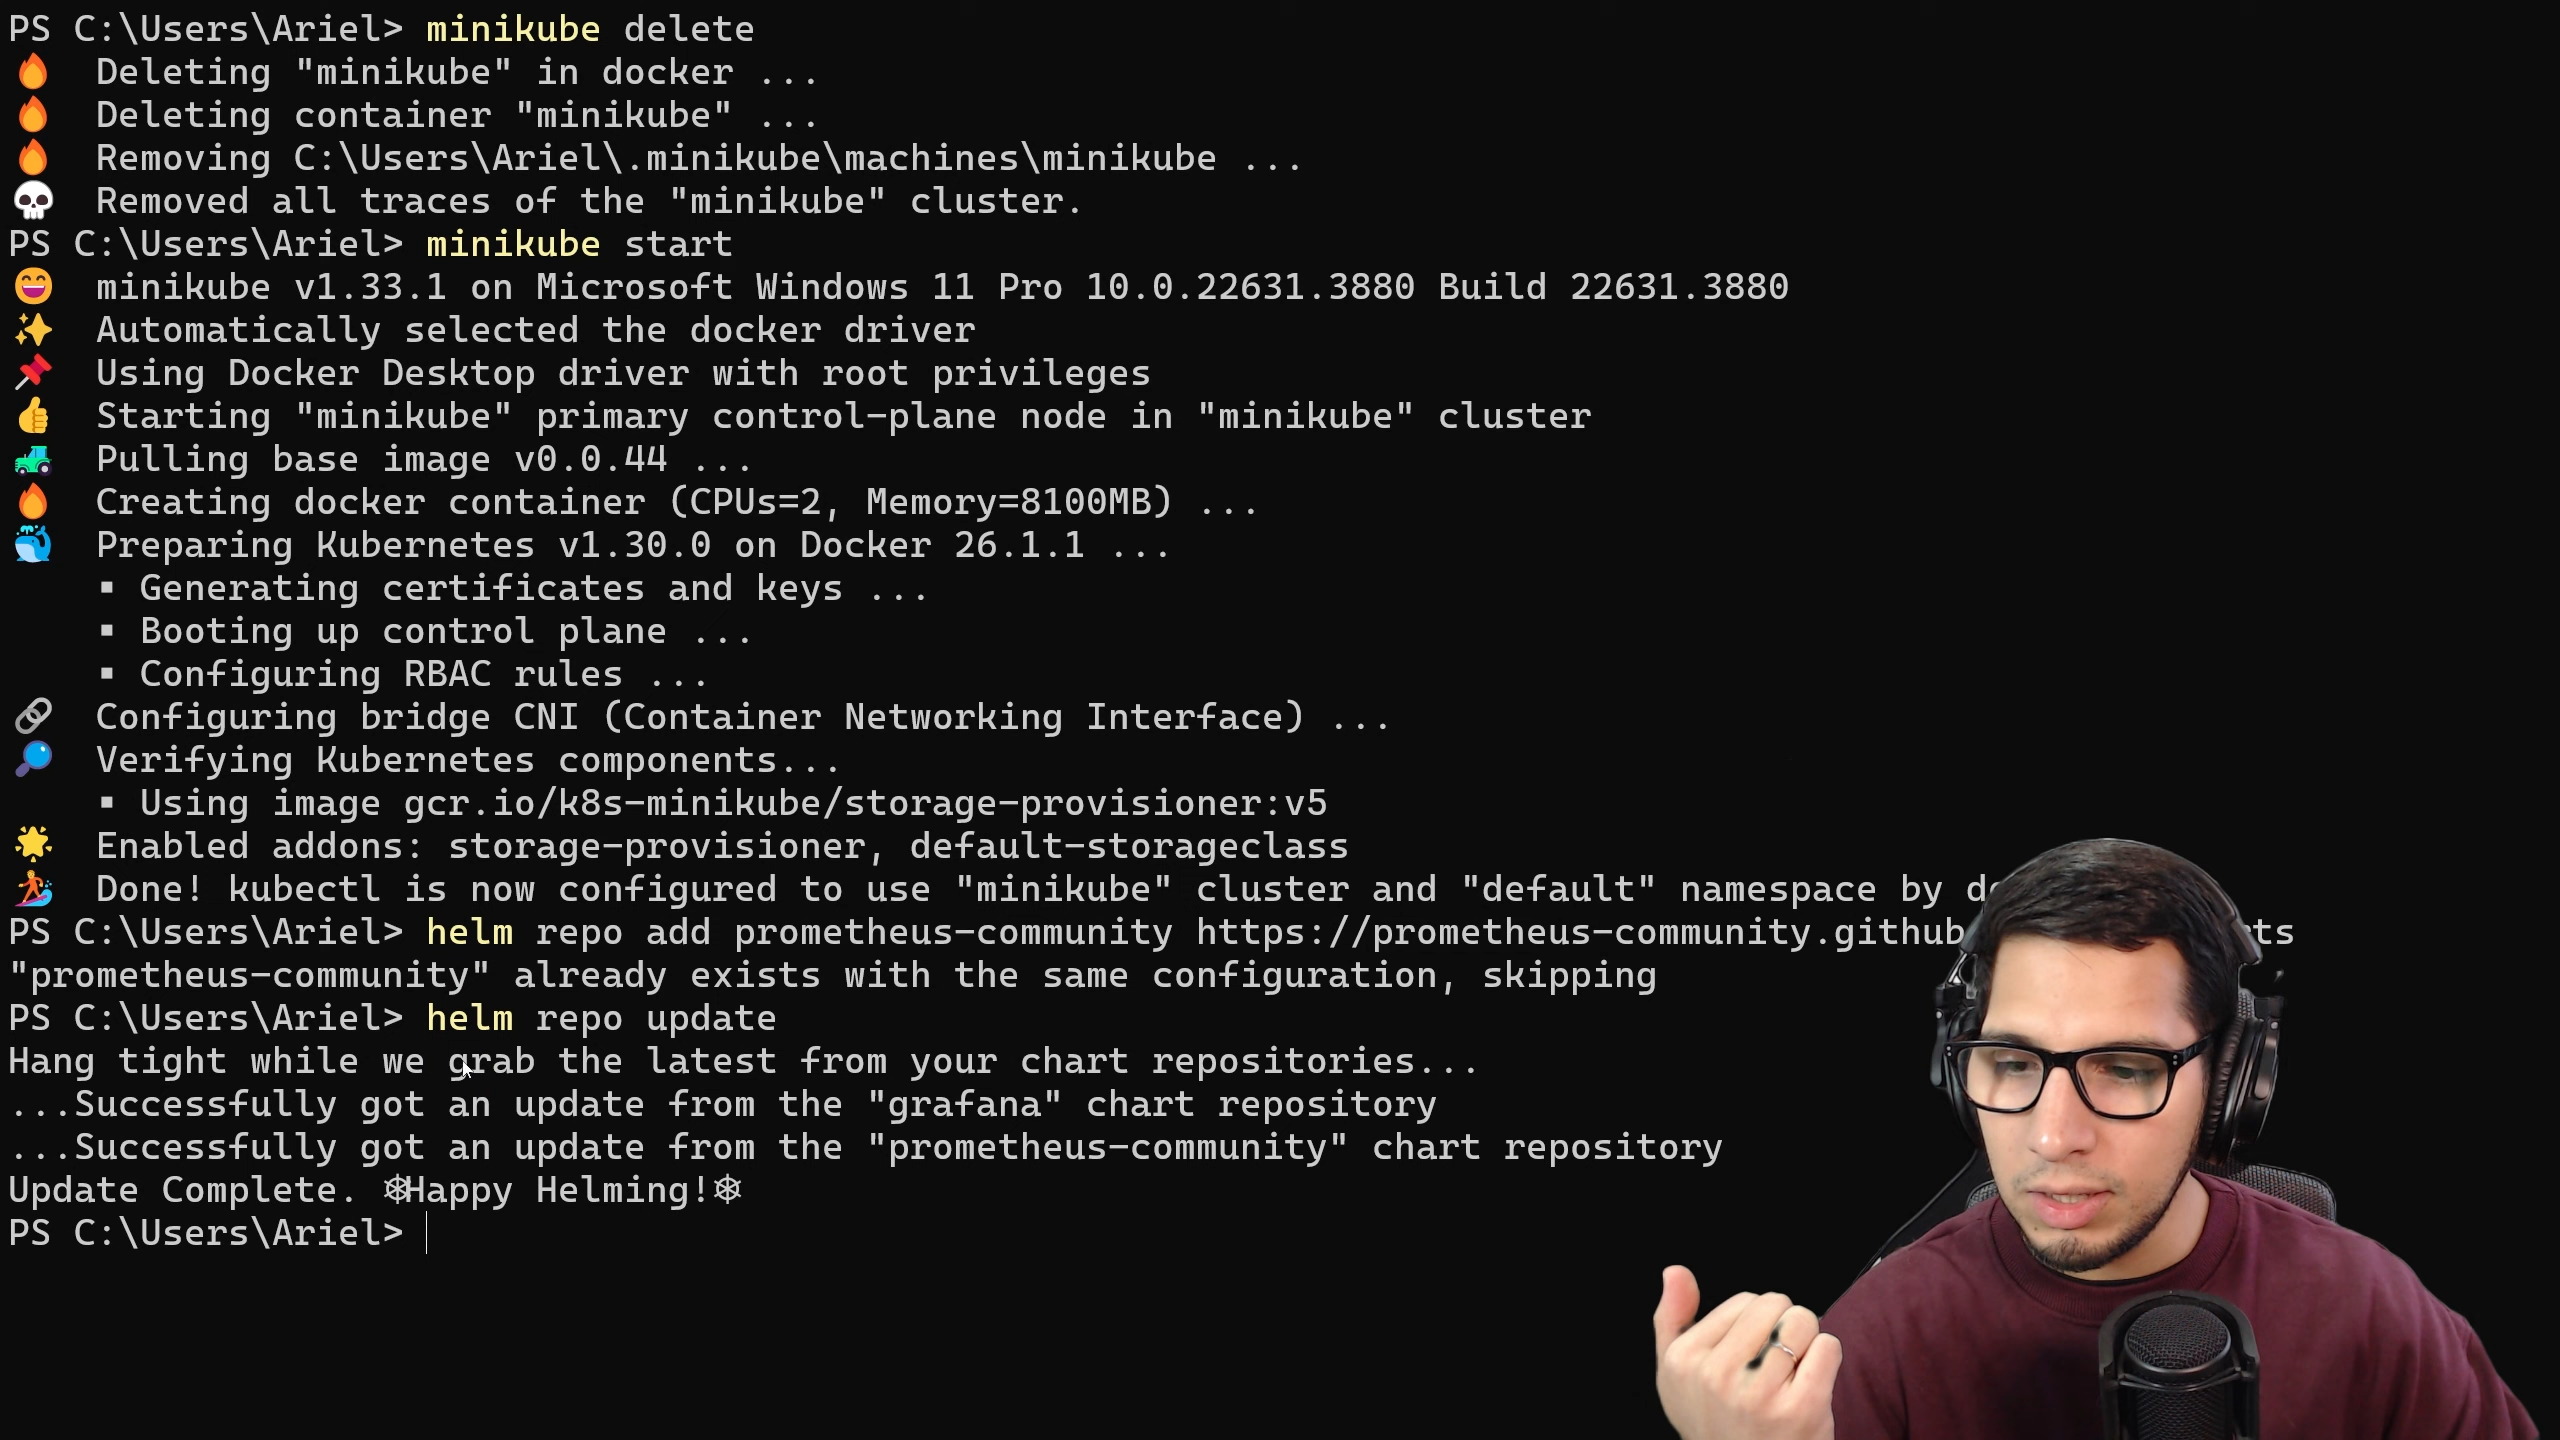 PS C:\Users\Ariel> minikube delete
Deleting "minikube" in docker ...
Deleting container "minikube" ...
Removing C:\Users\Ariel\.minikube\machines\minikube ...
Removed all traces of the "minikube" cluster.
PS C:\Users\Ariel> minikube start
minikube v1.33.1 on Microsoft Windows 11 Pro 10.0.22631.3880 Build 22631.3880
Automatically selected the docker driver
Using Docker Desktop driver with root privileges
Starting "minikube" primary control-plane node in "minikube" cluster
Pulling base image v0.0.44 ...
Creating docker container (CPUs=2, Memory=8100MB) ...
Preparing Kubernetes v1.30.0 on Docker 26.1.1 ...
▪ Generating certificates and keys ...
▪ Booting up control plane ...
▪ Configuring RBAC rules ...
Configuring bridge CNI (Container Networking Interface) ...
Verifying Kubernetes components...
▪ Using image gcr.io/k8s-minikube/storage-provisioner:v5
Enabled addons: storage-provisioner, default-storageclass
Done! kubectl is now configured to use "minikube" cluster and "default" namespace by
PS C:\Users\Ariel> helm repo add prometheus-community https://prometheus-community.github
"prometheus-community" already exists with the same configuration, skipping
PS C:\Users\Ariel> helm repo update
Hang tight while we grab the latest from your chart repositories...
...Successfully got an update from the "grafana" chart repository
...Successfully got an update from the "prometheus-community" chart repository
Update Complete. ⎈Happy Helming!⎈
PS C:\Users\Ariel>